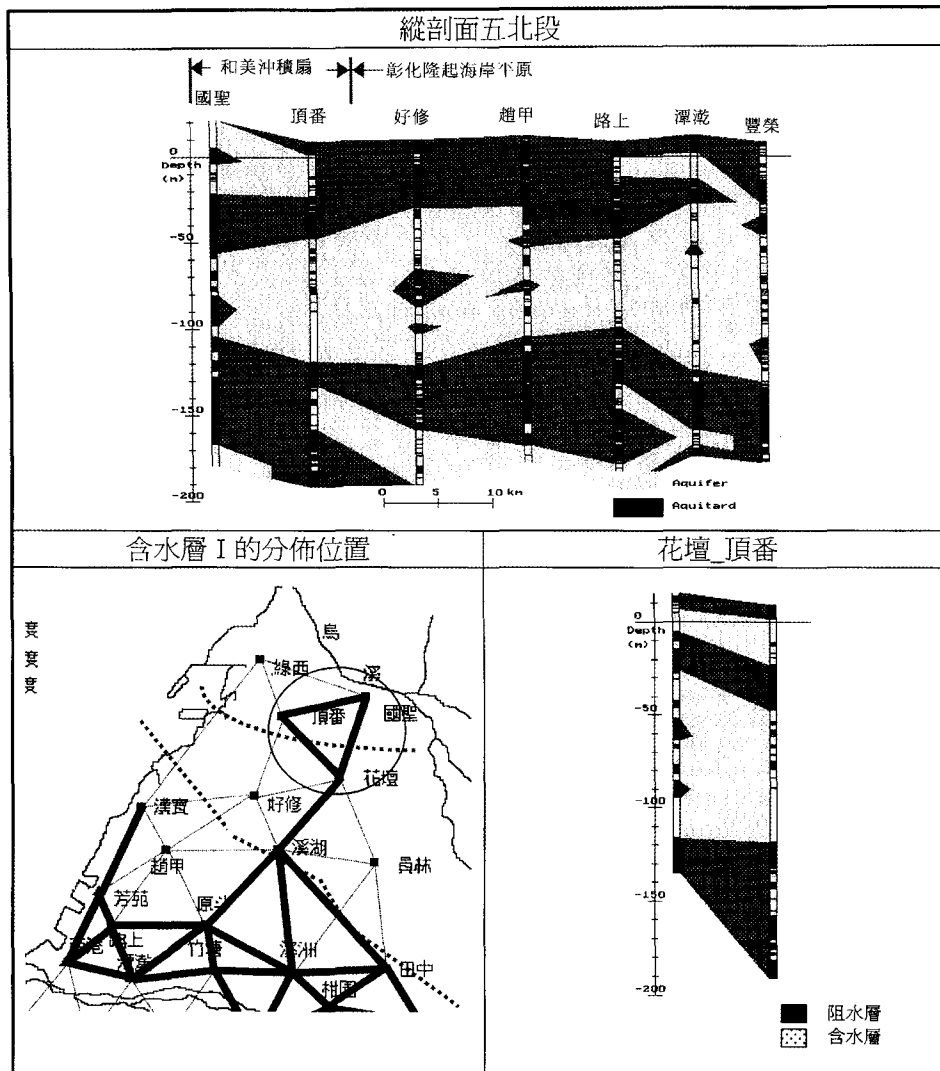 縱剖面五北段
和美沖積扇
彰化隆起海岸平原
國聖
頂番
好修
趙甲
路上
潭漧
豐榮
0
Depth
(m)
-50
-100
-150
-200
0 5 10 km
Aquifer
Aquitard
含水層 I 的分佈位置
花壇_頂番
烏
溪
線西
頂番
國聖
花壇
漢寶
好修
溪湖
趙甲
員林
芳苑
原斗
路上
竹塘
田中
柑園
0
Depth
(m)
-50
-100
-150
-200
阻水層
含水層